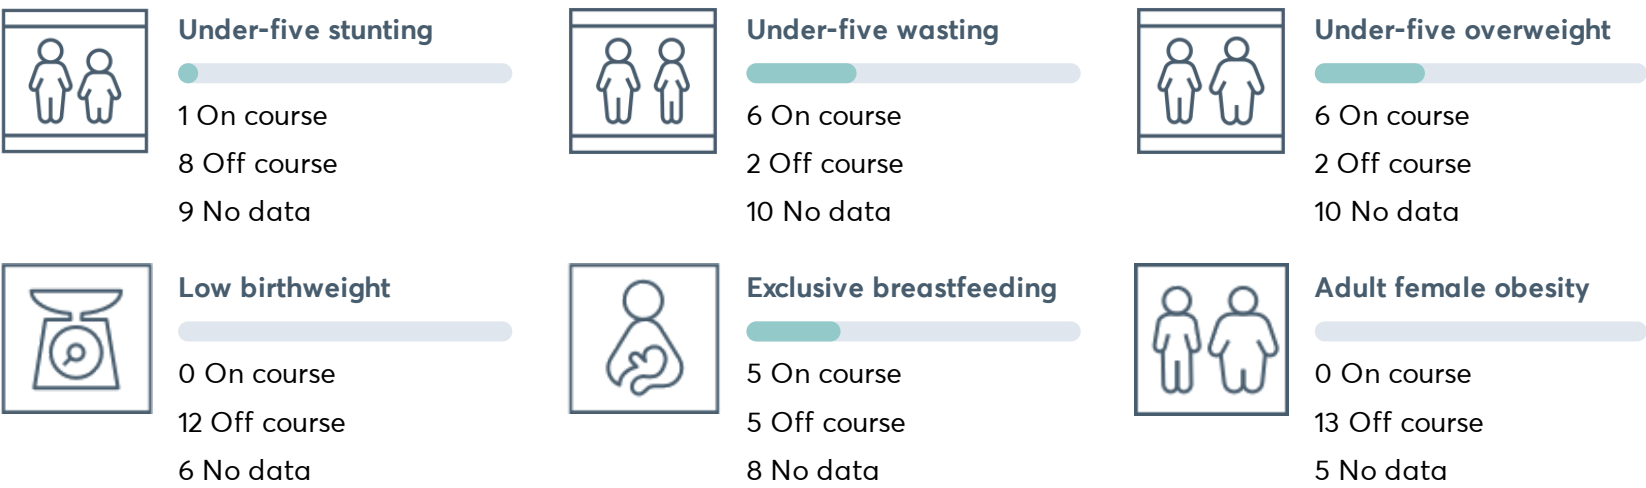 Under-five stunting
1 On course
8 Off course
9 No data
Under-five wasting
6 On course
2 Off course
10 No data
Under-five overweight
6 On course
2 Off course
10 No data
Low birthweight
0 On course
12 Off course
6 No data
Exclusive breastfeeding
5 On course
5 Off course
8 No data
Adult female obesity
0 On course
13 Off course
5 No data